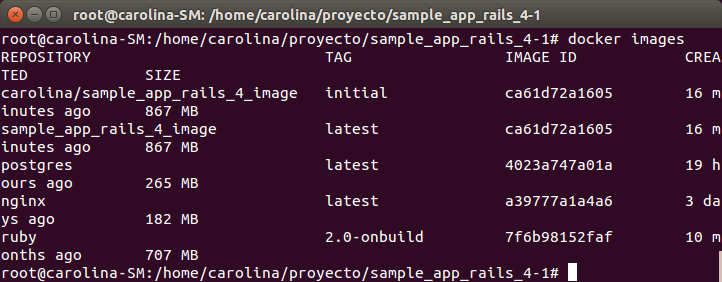 root@carolina-SM: /home/carolina/proyecto/sample_app_rails_4-1
root@carolina-SM:/home/carolina/proyecto/sample_app_rails_4-1# docker images
REPOSITORY                       TAG                 IMAGE ID            CREA
TED             SIZE
carolina/sample_app_rails_4_image   initial             ca61d72a1605        16 m
inutes ago      867 MB
sample_app_rails_4_image            latest              ca61d72a1605        16 m
inutes ago      867 MB
postgres                            latest              4023a747a01a        19 h
ours ago        265 MB
nginx                               latest              a39777a1a4a6        3 da
ys ago          182 MB
ruby                                2.0-onbuild         7f6b98152faf        10 m
onths ago       707 MB
root@carolina-SM:/home/carolina/proyecto/sample_app_rails_4-1#